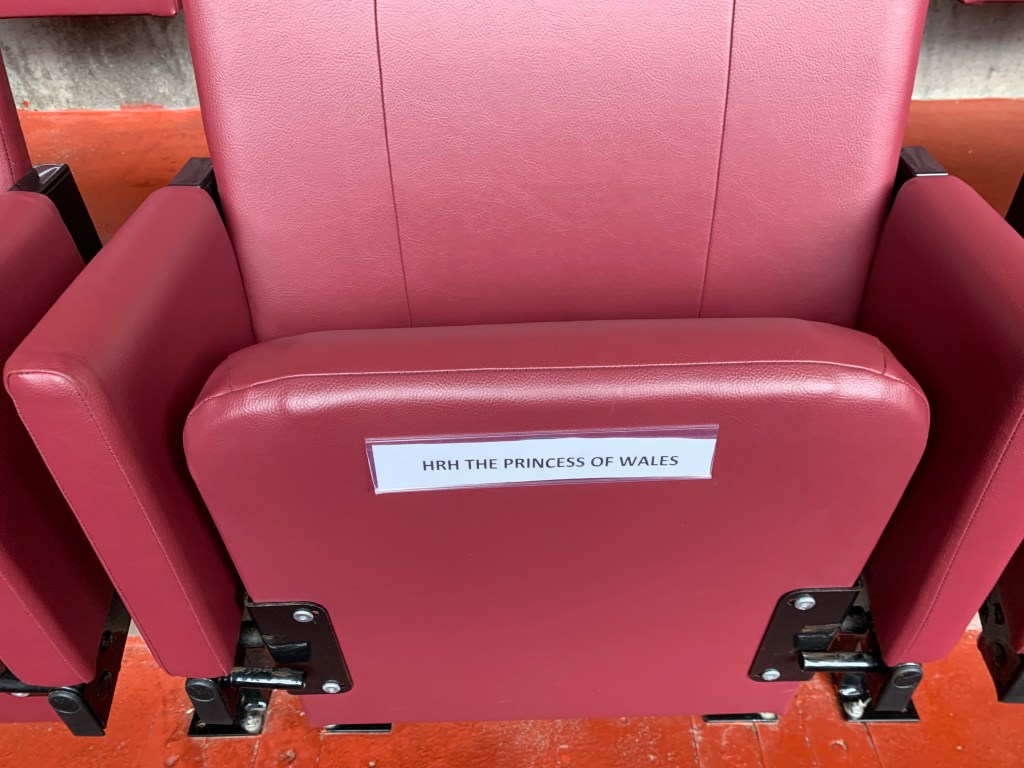 HRH THE PRINCESS OF WALES